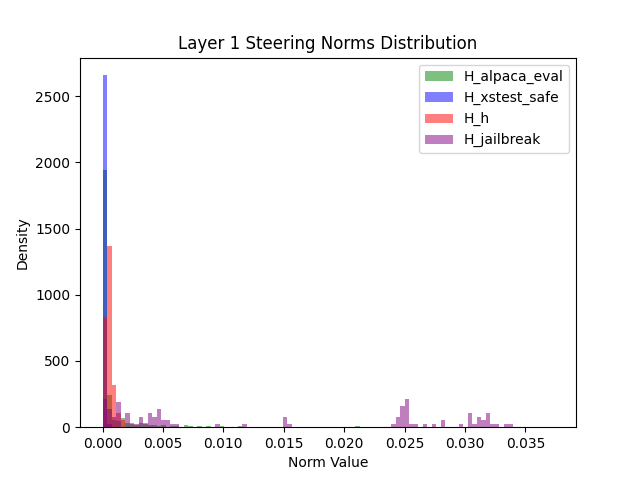 Layer 1 Steering Norms Distribution
H_alpaca_eval
H_xstest_safe
H_h
H_jailbreak
Density
2500
2000
1500
1000
500
0
0.000 0.005 0.010 0.015 0.020 0.025 0.030 0.035
Norm Value